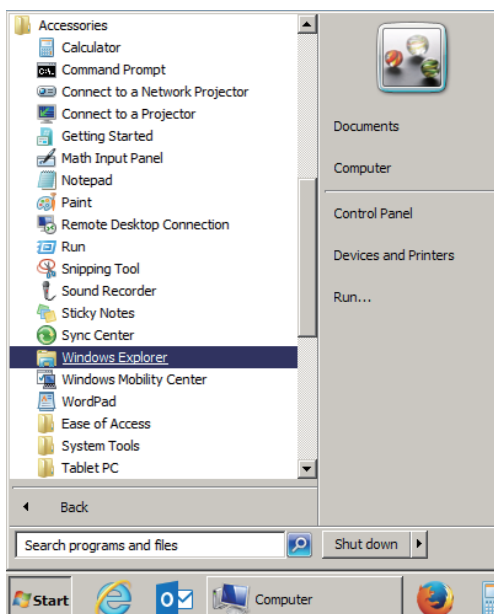 Accessories
Calculator
Command Prompt
Connect to a Network Projector
Connect to a Projector
Getting Started
Math Input Panel
Notepad
Paint
Remote Desktop Connection
Run
Snipping Tool
Sound Recorder
Sticky Notes
Sync Center
Windows Explorer
Windows Mobility Center
WordPad
Ease of Access
System Tools
Tablet PC
Back
Search programs and files
Documents
Computer
Control Panel
Devices and Printers
Run...
Shut down
Start
Computer